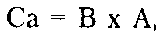 Ca = B x A,